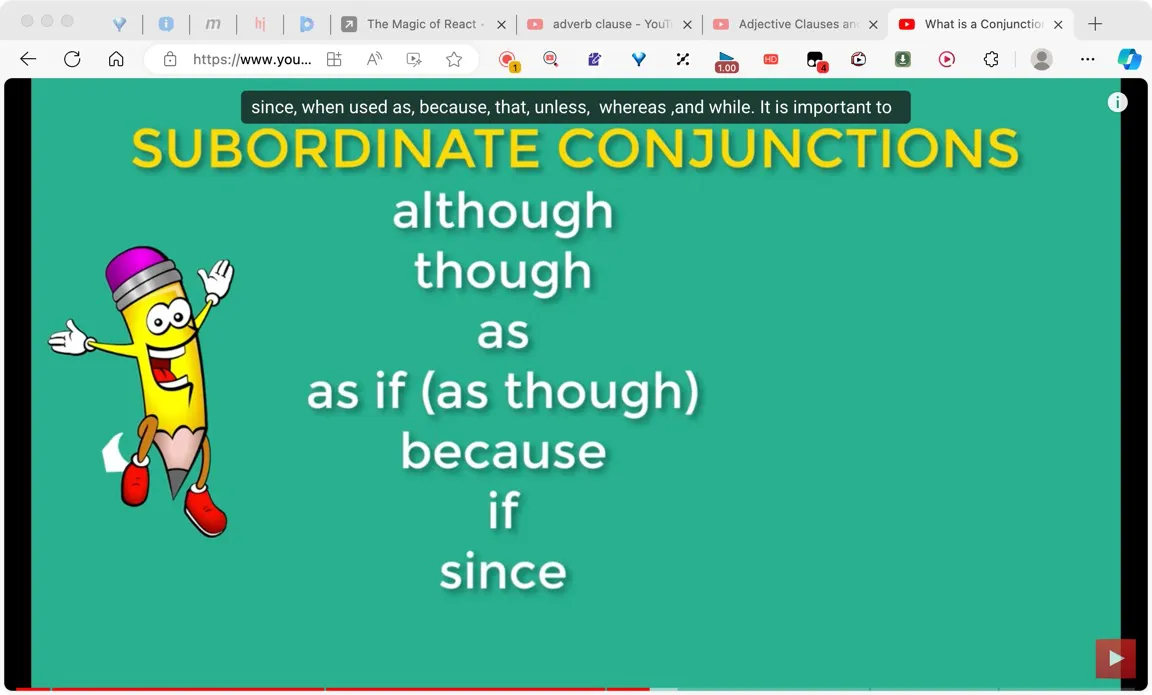 m
hj
The Magic of React
adverb clause - YouT
Adjective Clauses an
What is a Conjunctio
https://www.you...
1
1.00
HD
4
since, when used as, because, that, unless,  whereas ,and while. It is important to
SUBORDINATE CONJUNCTIONS
although
though
as
as if (as though)
because
if
since